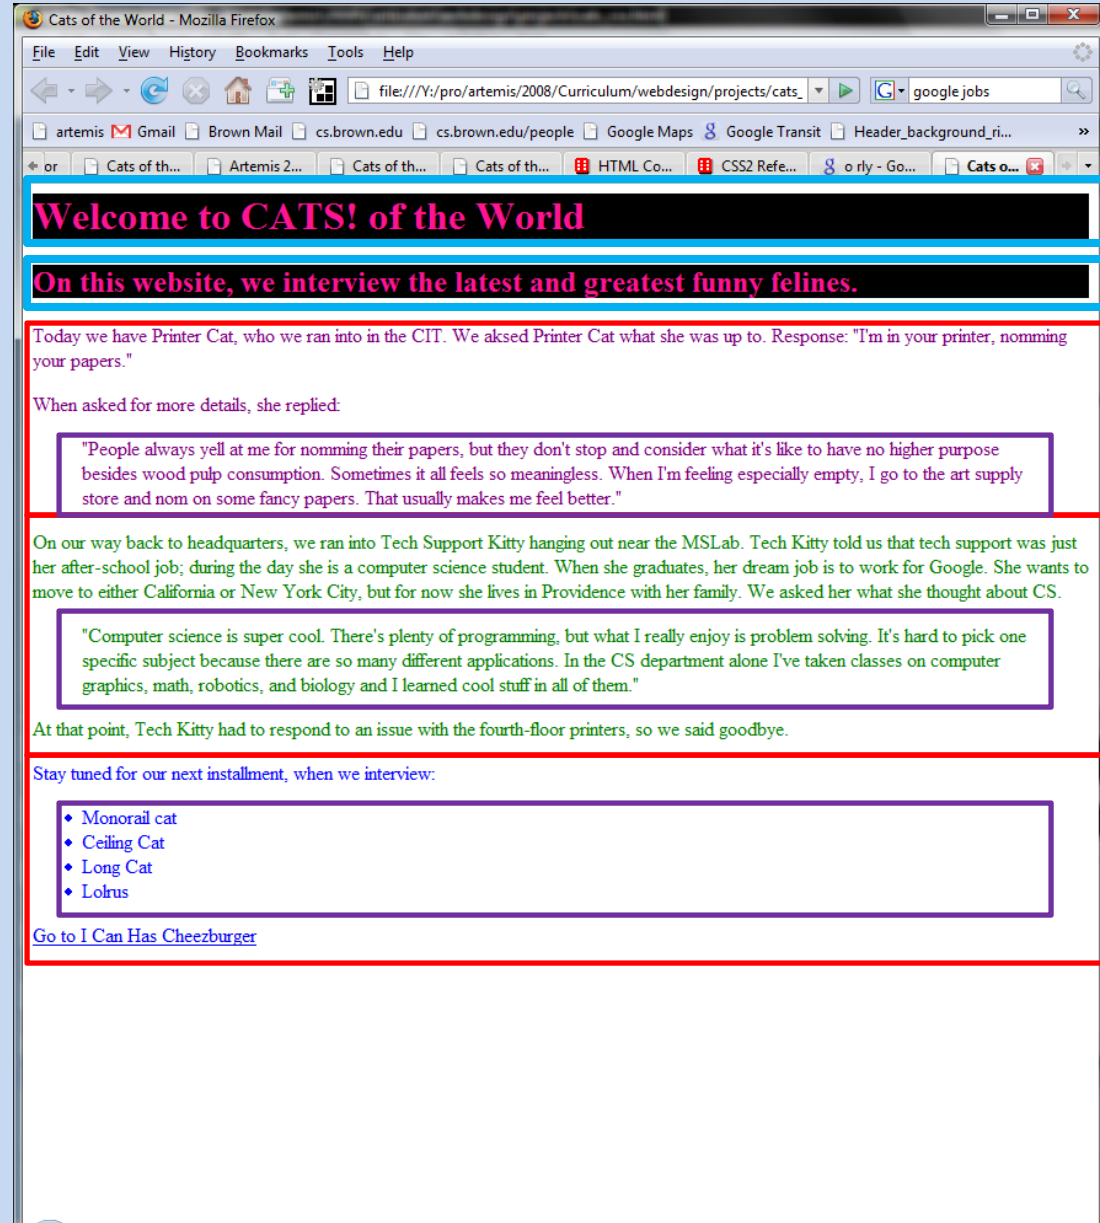 Cats of the World - Mozilla Firefox
File Edit View History Bookmarks Tools Help
file:///Y:/pro/artemis/2008/Curriculum/webdesign/projects/cats_ G google jobs
artemis Gmail Brown Mail cs.brown.edu cs.brown.edu/people Google Maps Google Transit Header_background_ri... »
or Cats of th... Artemis 2... Cats of th... Cats of th... HTML Co... CSS2 Refe... o rly - Go... Cats o...
Welcome to CATS! of the World
On this website, we interview the latest and greatest funny felines.
Today we have Printer Cat, who we ran into in the CIT. We aksed Printer Cat what she was up to. Response: "I'm in your printer, nomming
your papers."
When asked for more details, she replied:
"People always yell at me for nomming their papers, but they don't stop and consider what it's like to have no higher purpose
besides wood pulp consumption. Sometimes it all feels so meaningless. When I'm feeling especially empty, I go to the art supply
store and nom on some fancy papers. That usually makes me feel better."
On our way back to headquarters, we ran into Tech Support Kitty hanging out near the MSLab. Tech Kitty told us that tech support was just
her after-school job; during the day she is a computer science student. When she graduates, her dream job is to work for Google. She wants to
move to either California or New York City, but for now she lives in Providence with her family. We asked her what she thought about CS.
"Computer science is super cool. There's plenty of programming, but what I really enjoy is problem solving. It's hard to pick one
specific subject because there are so many different applications. In the CS department alone I've taken classes on computer
graphics, math, robotics, and biology and I learned cool stuff in all of them."
At that point, Tech Kitty had to respond to an issue with the fourth-floor printers, so we said goodbye.
Stay tuned for our next installment, when we interview:
Monorail cat
Ceiling Cat
Long Cat
Lolrus
Go to I Can Has Cheezburger